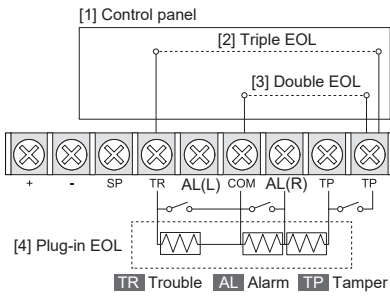 [1] Control panel
[2] Triple EOL
[3] Double EOL
+ - SP TR AL(L) COM AL(R) TP TP
[4] Plug-in EOL
TR Trouble AL Alarm TP Tamper